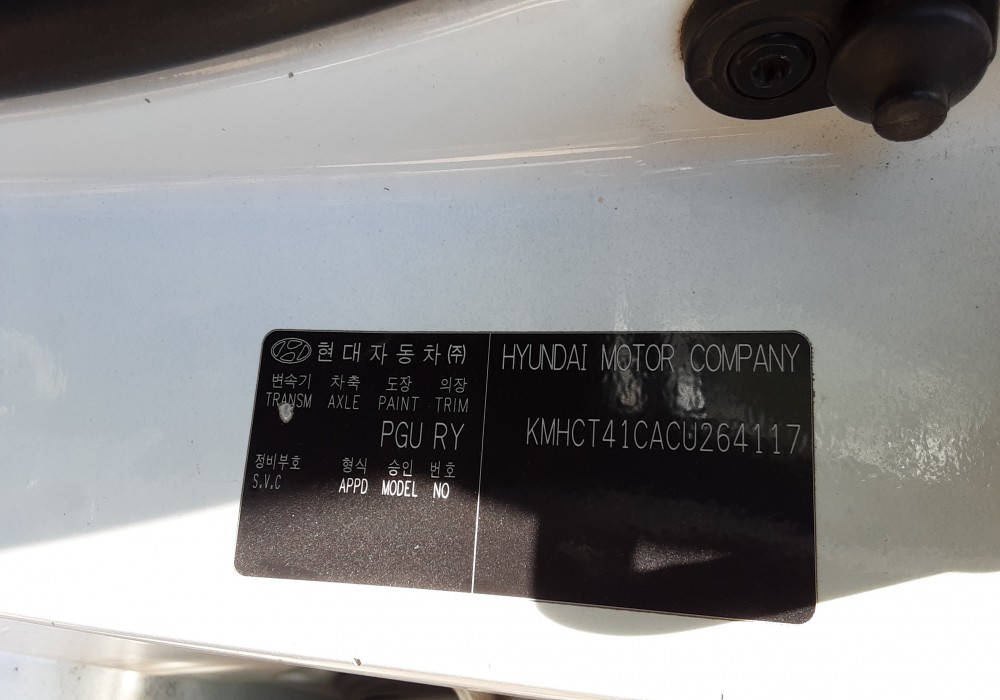 현대자동차㈜
변속기 차축 도장 의장
TRANSM AXLE PAINT TRIM
PGU RY
정비부호 형식 승인 번호
S.V.C APPD MODEL NO
HYUNDAI MOTOR COMPANY
KMHCT41CACU264117